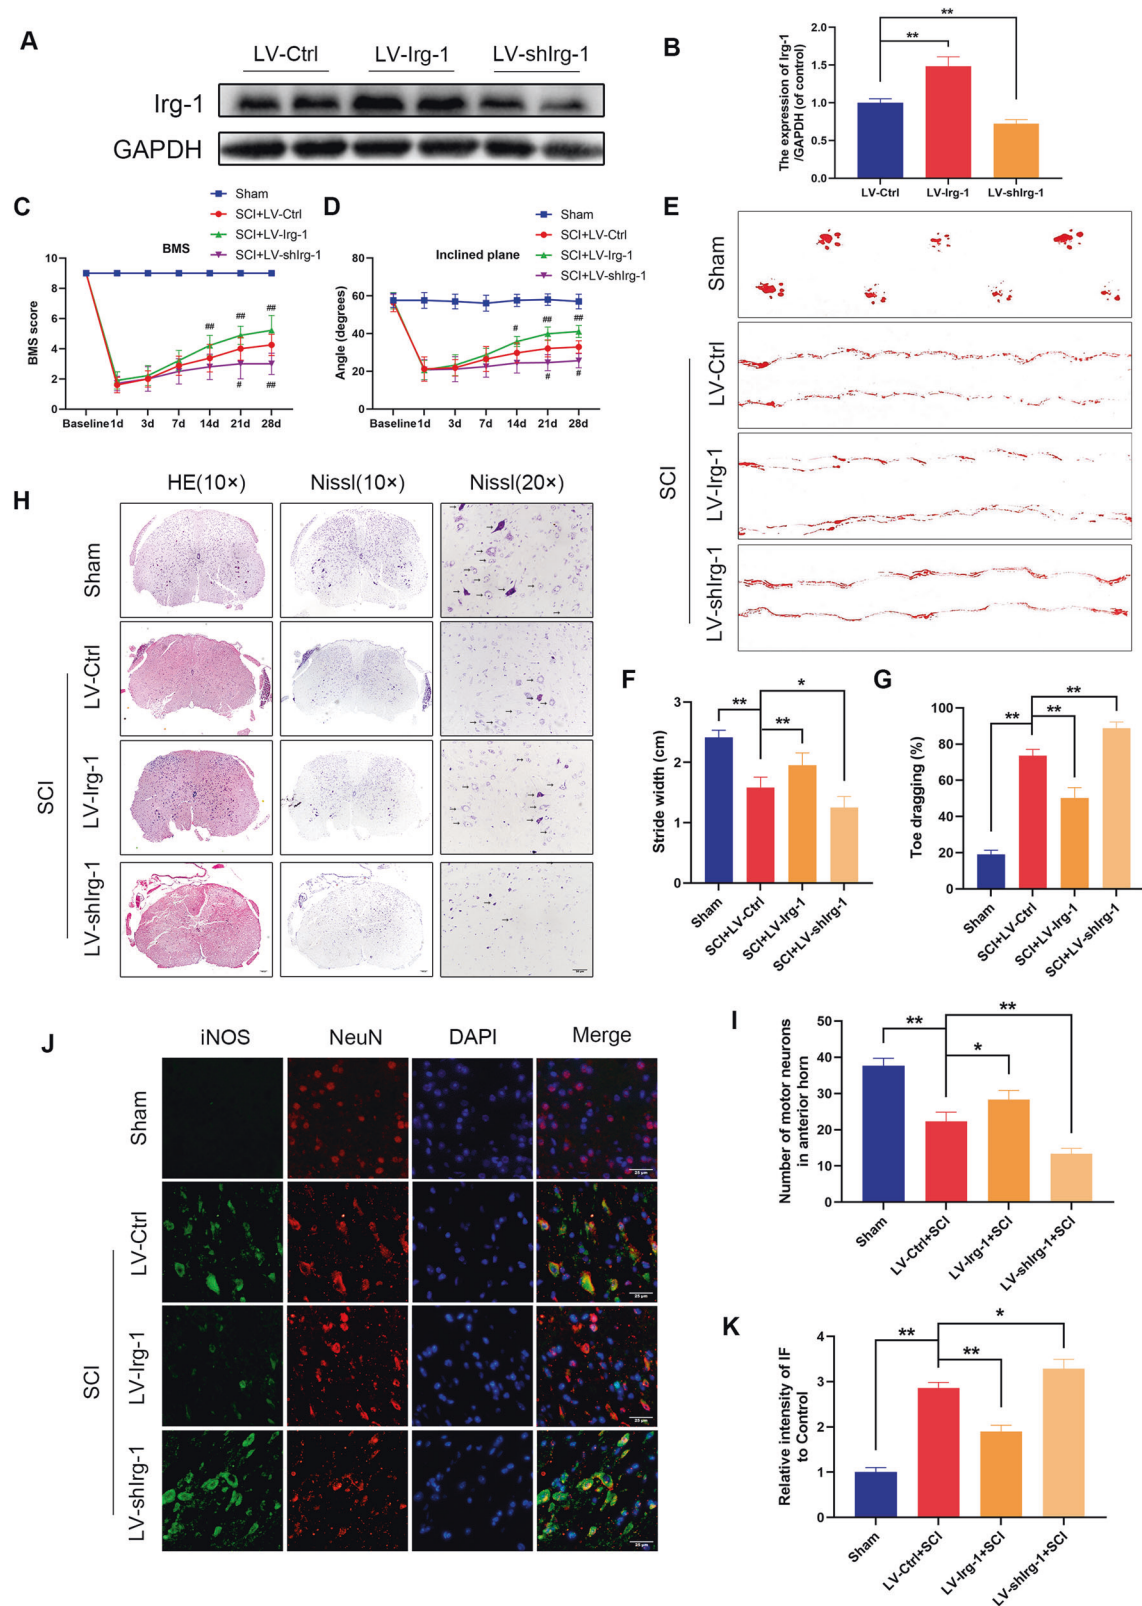 A
LV-Ctrl LV-Irg-1 LV-shIrg-1
Irg-1
GAPDH
B
The expression of Irg-1
/GAPDH (of control)
2.0
1.5
1.0
0.5
0.0
** **
LV-Ctrl LV-Irg-1 LV-shIrg-1
C
Sham
SCI+LV-Ctrl
SCI+LV-Irg-1
SCI+LV-shIrg-1
BMS
BMS score
10
8
6
4
2
0
## ## ##
# ##
Baseline 1d 3d 7d 14d 21d 28d
D
Sham
SCI+LV-Ctrl
SCI+LV-Irg-1
SCI+LV-shIrg-1
Inclined plane
Angle (degrees)
80
60
40
20
0
# ## ##
# #
Baseline 1d 3d 7d 14d 21d 28d
E
Sham
SCI
LV-Ctrl
LV-Irg-1
LV-shIrg-1
H
HE(10×) Nissl(10×) Nissl(20×)
Sham
SCI
LV-Ctrl
LV-Irg-1
LV-shIrg-1
F
Stride width (cm)
3
2
1
0
** ** *
Sham
SCI+LV-Ctrl
SCI+LV-Irg-1
SCI+LV-shIrg-1
G
Toe dragging (%)
100
80
60
40
20
0
** ** **
Sham
SCI+LV-Ctrl
SCI+LV-Irg-1
SCI+LV-shIrg-1
J
iNOS NeuN DAPI Merge
Sham
SCI
LV-Ctrl
LV-Irg-1
LV-shIrg-1
25 μm
25 μm
25 μm
25 μm
I
Number of motor neurons
in anterior horn
50
40
30
20
10
0
** * **
Sham
LV-Ctrl+SCI
LV-Irg-1+SCI
LV-shIrg-1+SCI
K
Relative intensity of IF
to Control
4
3
2
1
0
** ** *
Sham
LV-Ctrl+SCI
LV-Irg-1+SCI
LV-shIrg-1+SCI